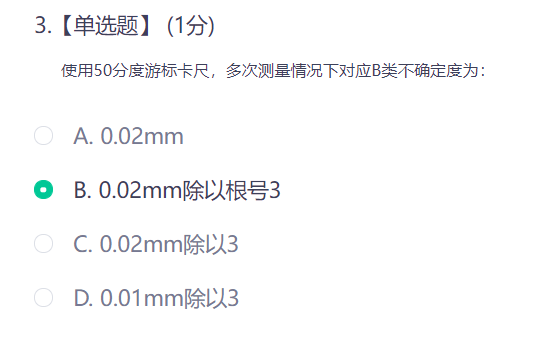 3.【单选题】 (1分)
使用50分度游标卡尺，多次测量情况下对应B类不确定度为：
A. 0.02mm
B. 0.02mm除以根号3
C. 0.02mm除以3
D. 0.01mm除以3